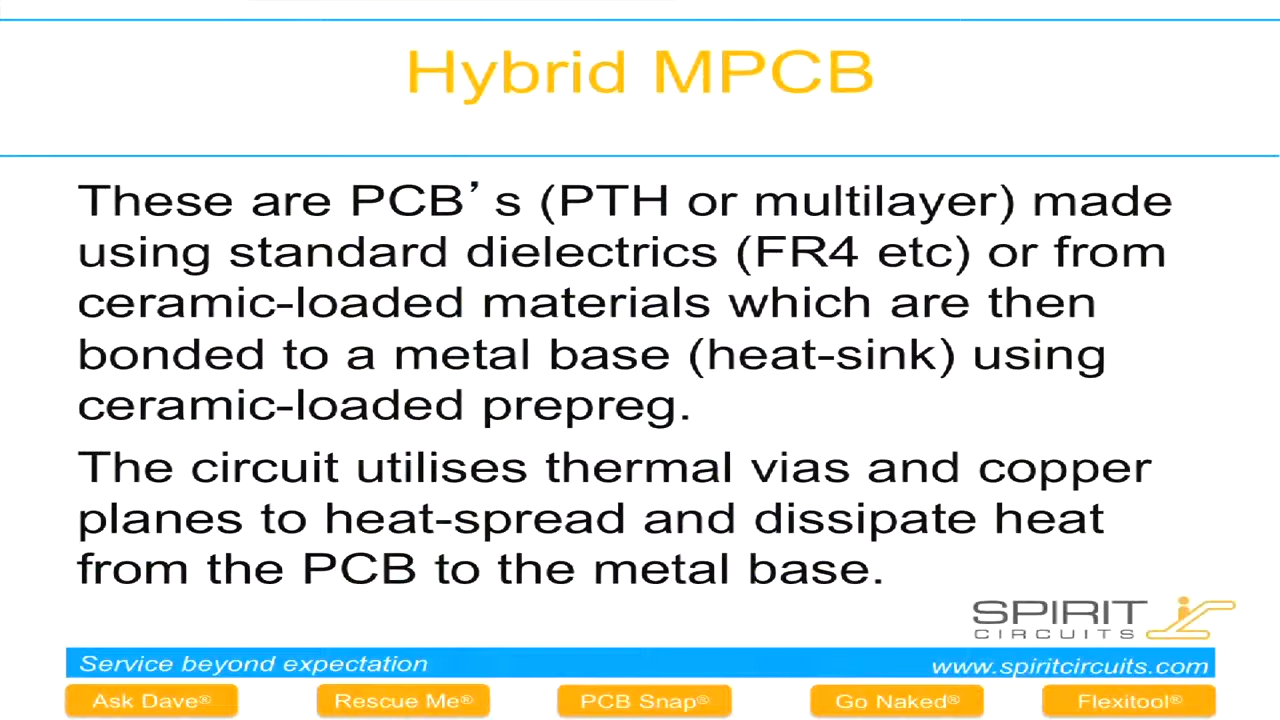 Hybrid MPCB
These are PCB’s (PTH or multilayer) made
using standard dielectrics (FR4 etc) or from
ceramic-loaded materials which are then
bonded to a metal base (heat-sink) using
ceramic-loaded prepreg.
The circuit utilises thermal vias and copper
planes to heat-spread and dissipate heat
from the PCB to the metal base.
SPIRIT
CIRCUITS
Service beyond expectation www.spiritcircuits.com
Ask Dave® Rescue Me® PCB Snap® Go Naked® Flexitool®